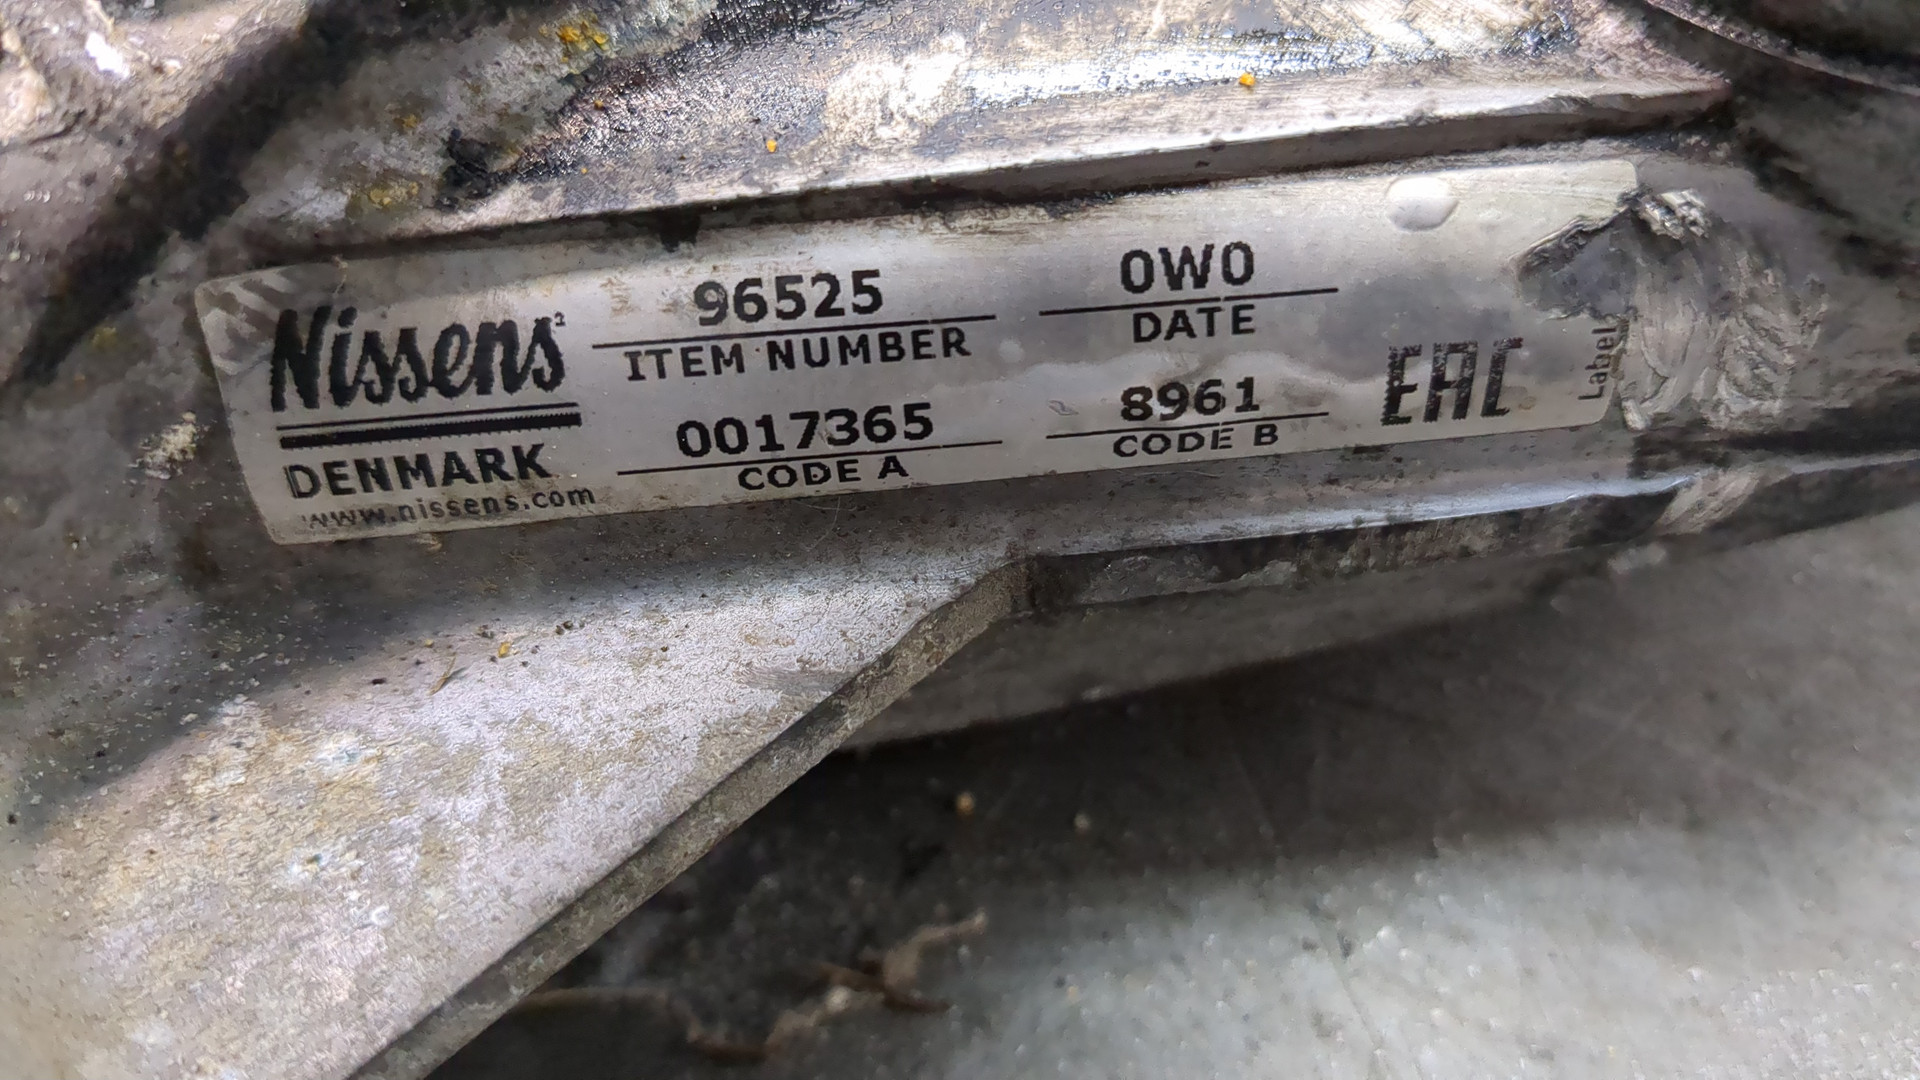 Nissens
DENMARK
www.nissens.com
96525
ITEM NUMBER
0017365
CODE A
0W0
DATE
8961
CODE B
EAC
Label